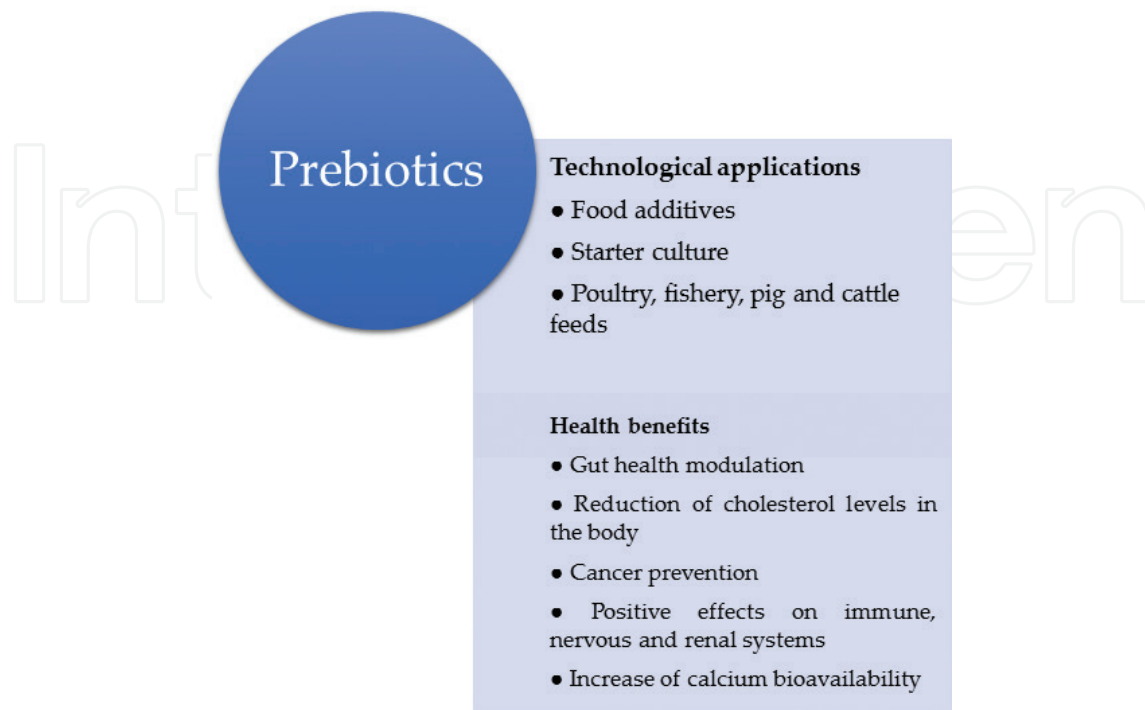 Prebiotics
Technological applications
● Food additives
● Starter culture
● Poultry, fishery, pig and cattle
feeds
Health benefits
● Gut health modulation
● Reduction of cholesterol levels in
the body
● Cancer prevention
● Positive effects on immune,
nervous and renal systems
● Increase of calcium bioavailability